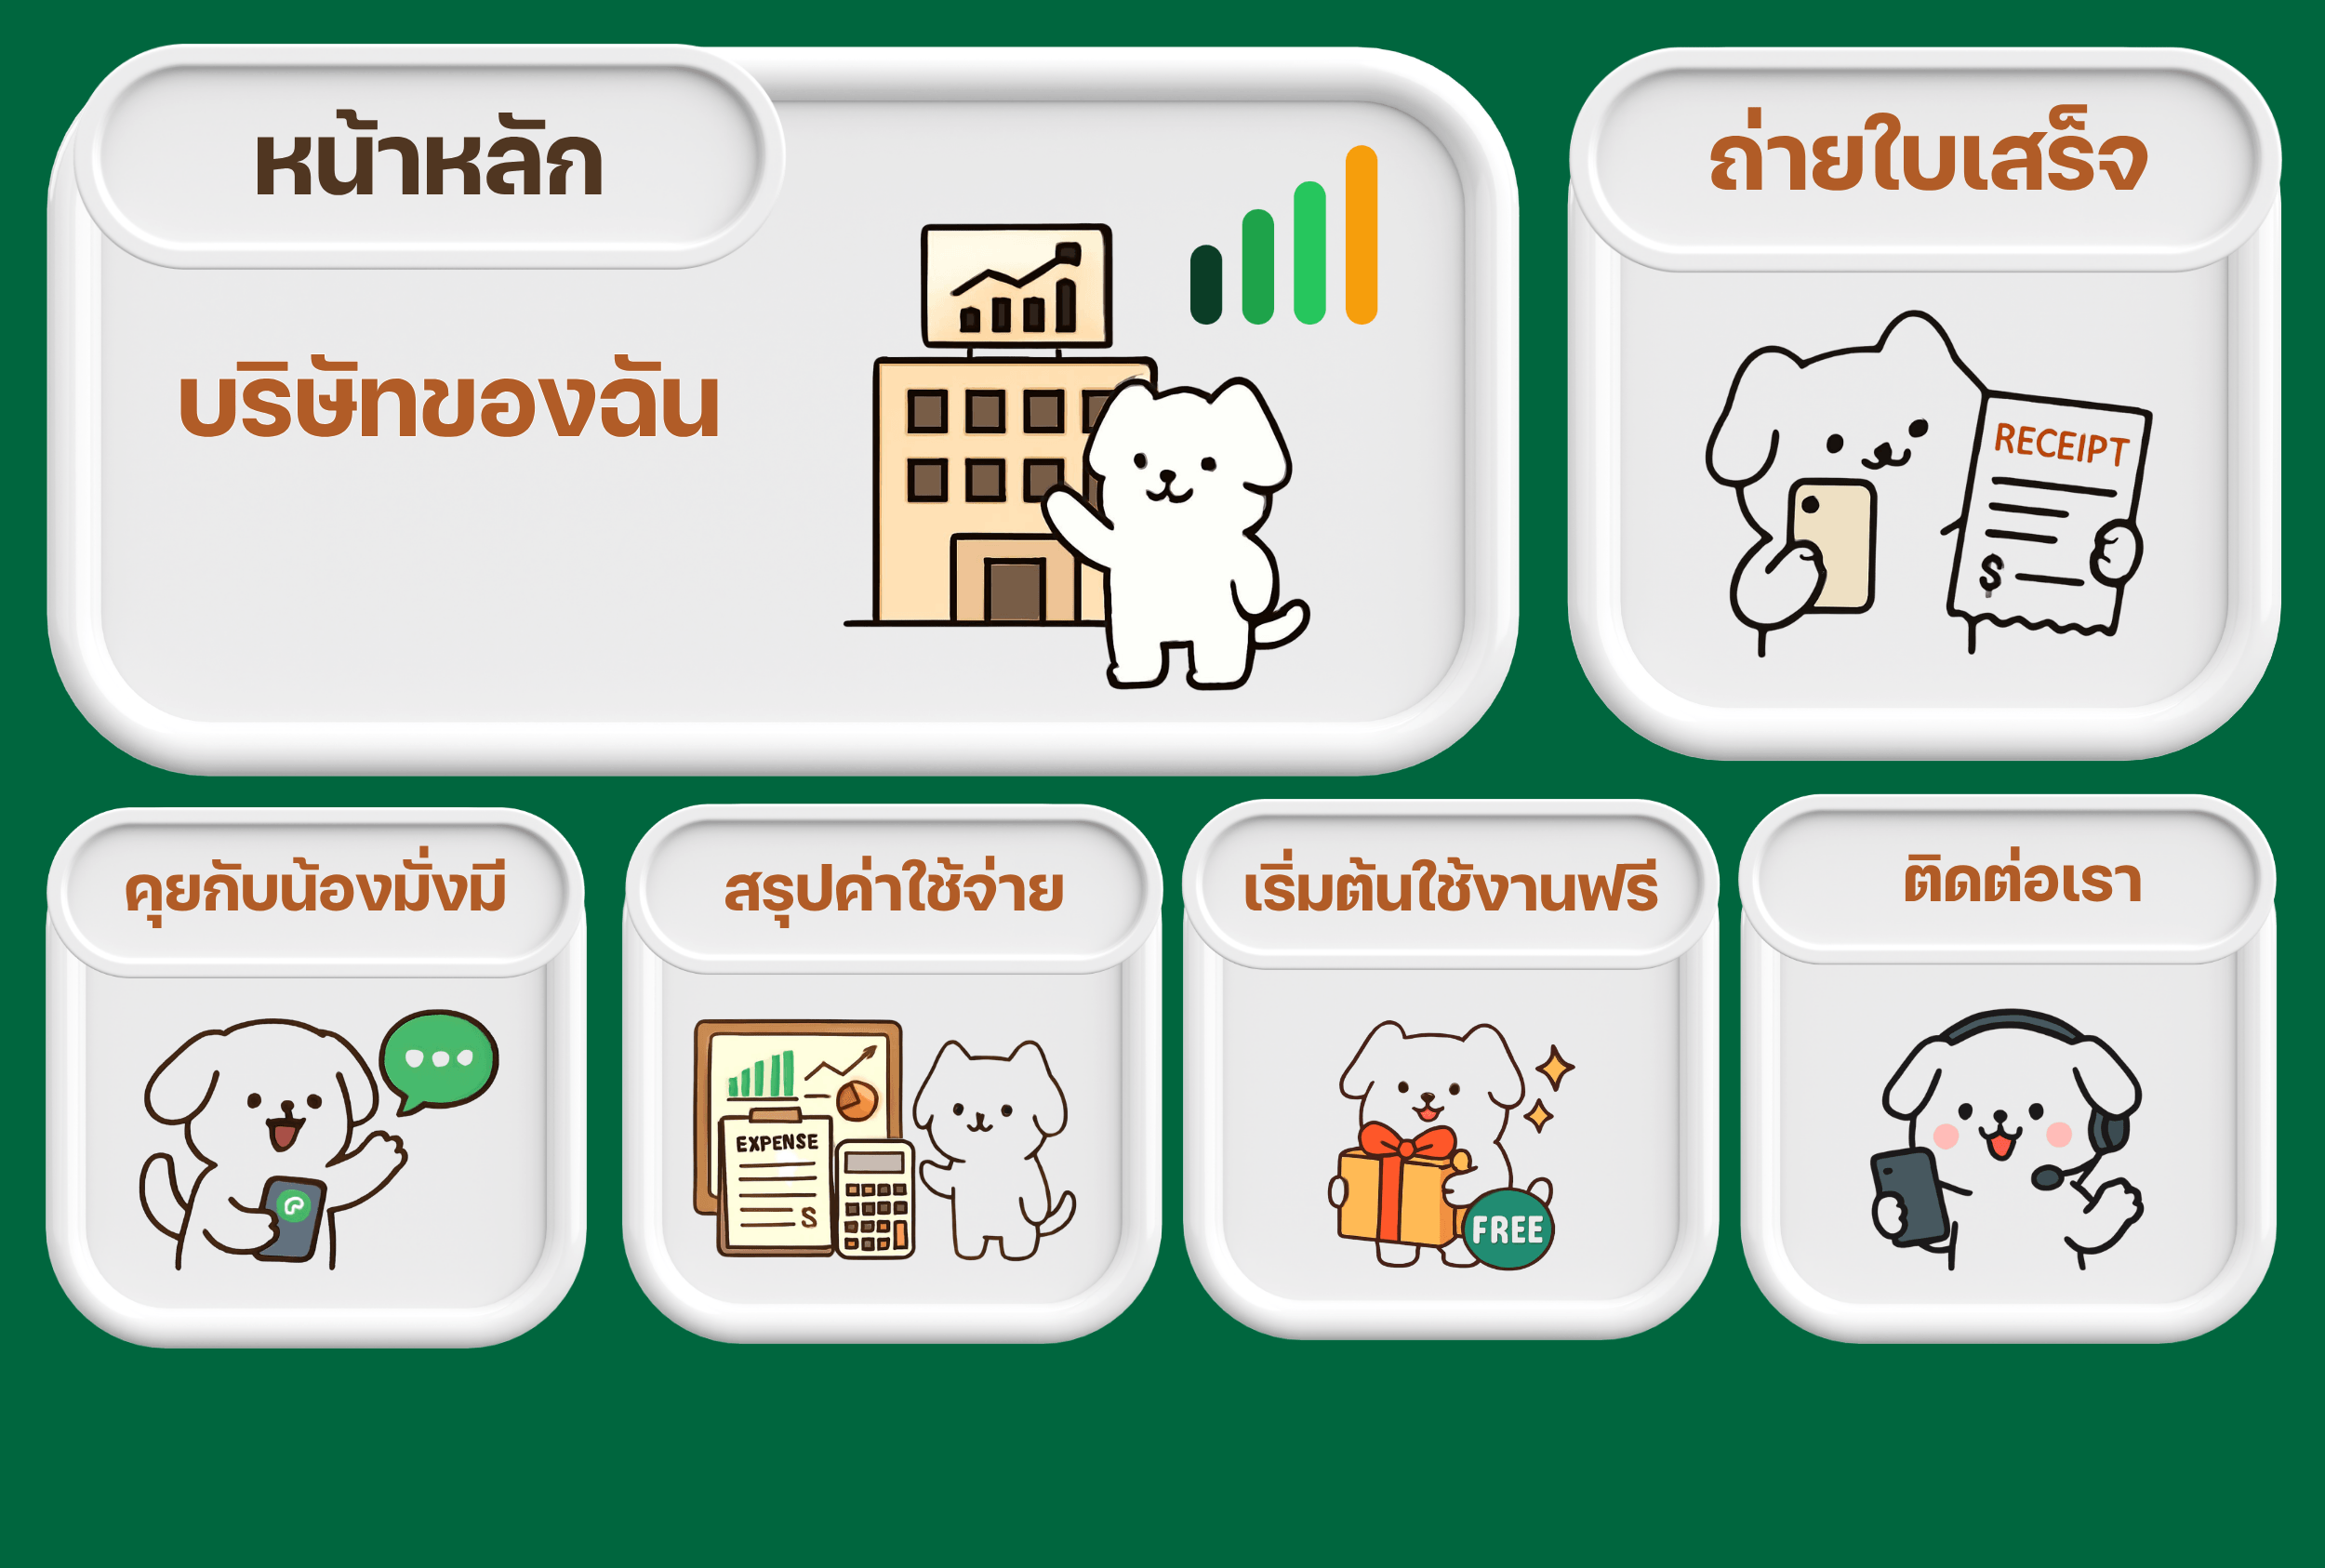 หน้าหลัก
ถ่ายใบเสร็จ
บริษัทของฉัน
RECEIPT
$
คุยกับน้องมั่งมี
สรุปค่าใช้จ่าย
เริ่มต้นใช้งานฟรี
ติดต่อเรา
EXPENSE
S
FREE